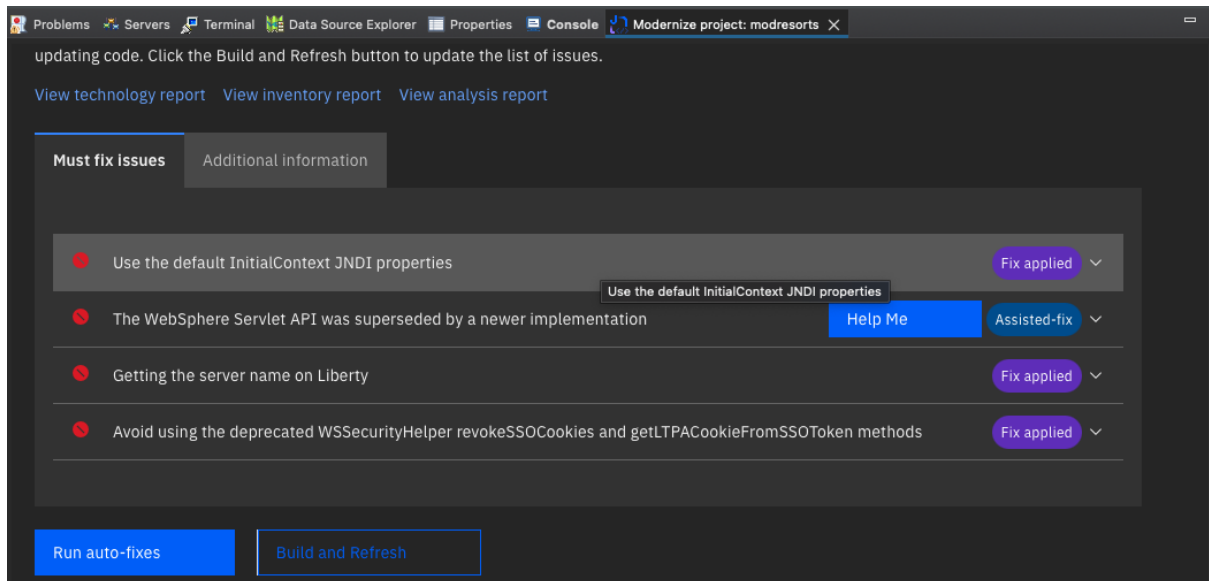 Problems Servers Terminal Data Source Explorer Properties Console Modernize project: modresorts
updating code. Click the Build and Refresh button to update the list of issues.
View technology report View inventory report View analysis report
Must fix issues Additional information
Use the default InitialContext JNDI properties Fix applied
Use the default InitialContext JNDI properties
The WebSphere Servlet API was superseded by a newer implementation Help Me Assisted-fix
Getting the server name on Liberty Fix applied
Avoid using the deprecated WSSecurityHelper revokeSSOCookies and getLTPACookieFromSSOToken methods Fix applied
Run auto-fixes Build and Refresh